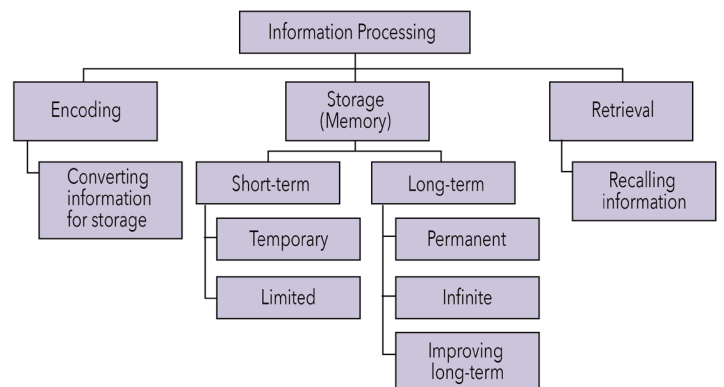 Information Processing
Encoding
Storage
(Memory)
Retrieval
Converting
information
for storage
Short-term
Long-term
Recalling
information
Temporary
Permanent
Limited
Infinite
Improving
long-term